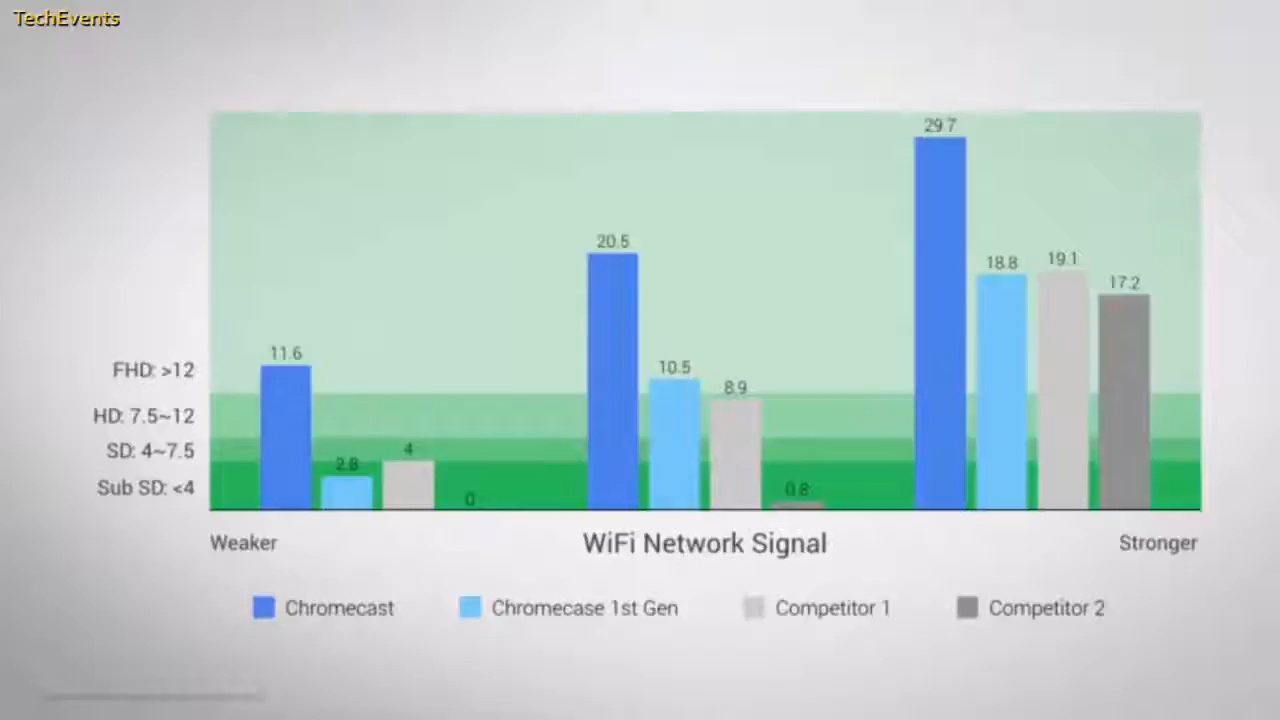 TechEvents
29.7
20.5
18.8
19.1
17.2
11.6
10.5
8.9
2.8
4
0
0.8
FHD: >12
HD: 7.5~12
SD: 4~7.5
Sub SD: <4
Weaker
WiFi Network Signal
Stronger
Chromecast
Chromecase 1st Gen
Competitor 1
Competitor 2